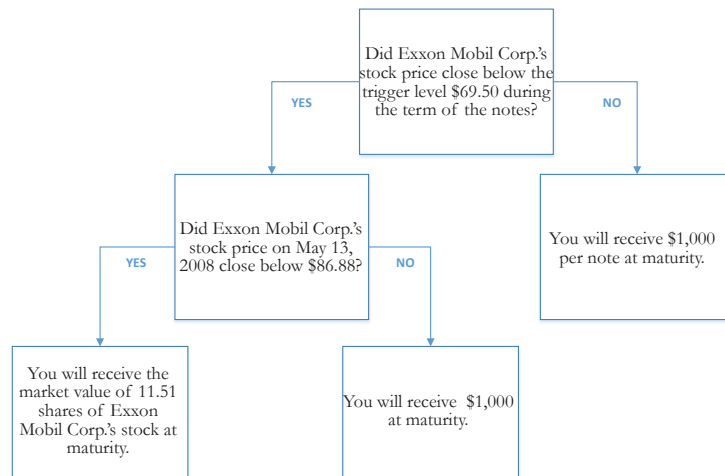 Did Exxon Mobil Corp.'s
stock price close below the
trigger level $69.50 during
the term of the notes?
YES
NO
Did Exxon Mobil Corp.'s
stock price on May 13,
2008 close below $86.88?
You will receive $1,000
per note at maturity.
YES
NO
You will receive the
market value of 11.51
shares of Exxon
Mobil Corp.'s stock at
maturity.
You will receive $1,000
at maturity.